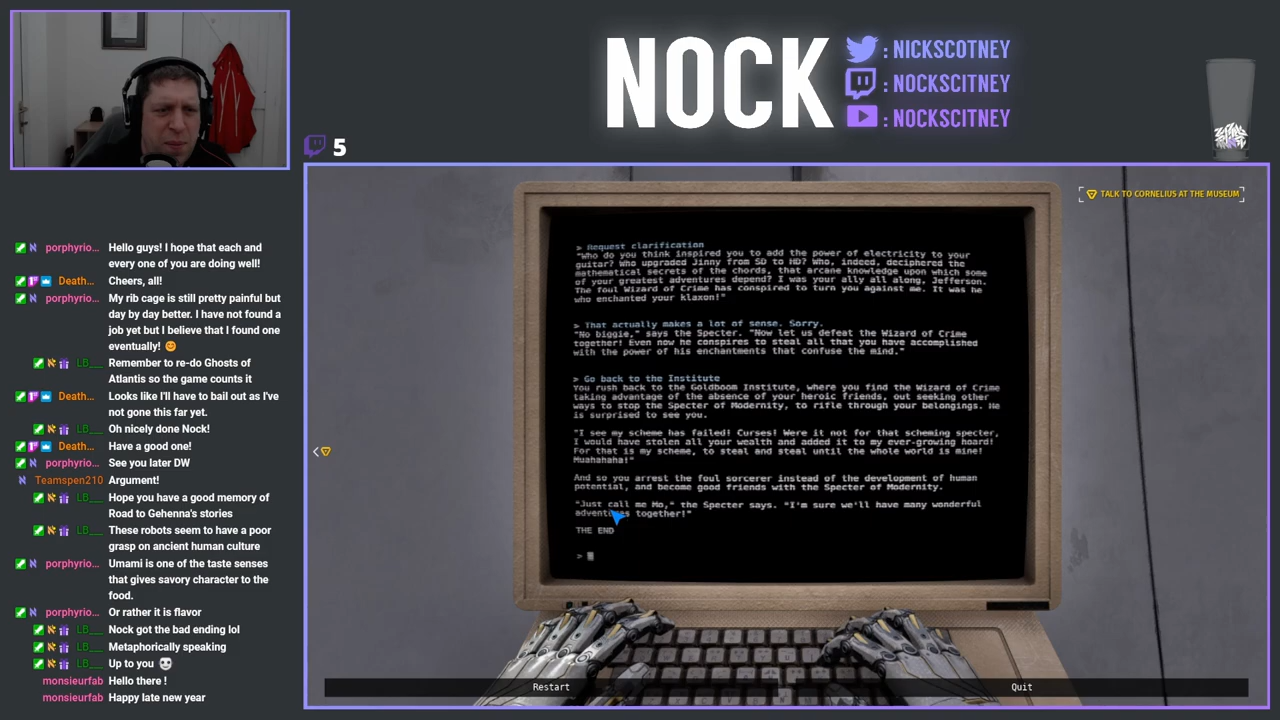 NOCK
: NICKSCOTNEY
: NOCKSCITNEY
: NOCKSCITNEY
5
porphyrio... Hello guys! I hope that each and
every one of you are doing well!
Death... Cheers, all!
porphyrio... My rib cage is still pretty painful but
day by day better. I have not found a
job yet but I believe that I found one
eventually! 😊
LB__ Remember to re-do Ghosts of
Atlantis so the game counts it
Death... Looks like I'll have to bail out as I've
not gone this far yet.
LB__ Oh nicely done Nock!
Death... Have a good one!
porphyrio... See you later DW
Teamspen210 Argument!
LB__ Hope you have a good memory of
Road to Gehenna's stories
LB__ These robots seem to have a poor
grasp on ancient human culture
porphyrio... Umami is one of the taste senses
that gives savory character to the
food.
porphyrio... Or rather it is flavor
LB__ Nock got the bad ending lol
LB__ Metaphorically speaking
LB__ Up to you
monsieurfab Hello there !
monsieurfab Happy late new year
TALK TO CORNELIUS AT THE MUSEUM
> Request clarification
"Who do you think inspired you to add the power of electricity to your
guitar? Who upgraded Jinny from SD to HD? Who, indeed, deciphered the
mathematical secrets of the chords, that arcane knowledge upon which some
of your greatest adventures depend? I was your ally all along, Jefferson.
The foul Wizard of Crime has conspired to turn you against me. It was he
who enchanted your klaxon!"
> That actually makes a lot of sense. Sorry.
"No biggie," says the Specter. "Now let us defeat the Wizard of Crime
together! Even now he conspires to steal all that you have accomplished
with the power of his enchantments that confuse the mind."
> Go back to the Institute
You rush back to the Goldboom Institute, where you find the Wizard of Crime
taking advantage of the absence of your heroic friends, out seeking other
ways to stop the Specter of Modernity, to rifle through your belongings. He
is surprised to see you.
"I see my scheme has failed! Curses! Were it not for that scheming specter,
I would have stolen all your wealth and added it to my ever-growing hoard!
For that is my scheme, to steal and steal until the whole world is mine!
Muahahaha!"
And so you arrest the foul sorcerer instead of the development of human
potential, and become good friends with the Specter of Modernity.
"Just call me Mo," the Specter says. "I'm sure we'll have many wonderful
adventures together!"
THE END
>
Restart
Quit